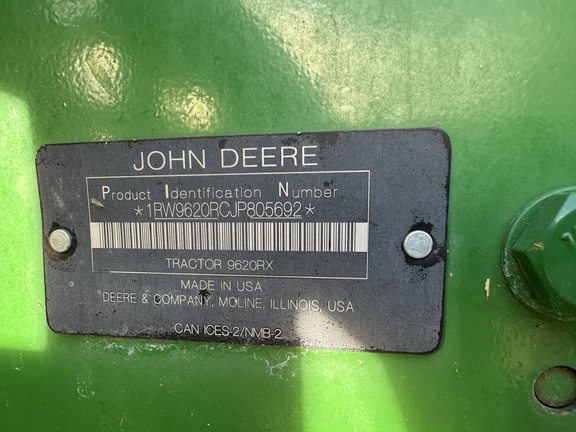 JOHN DEERE
Product Identification Number
*1RW9620RCJP805692*
TRACTOR 9620RX
MADE IN USA
DEERE & COMPANY, MOLINE, ILLINOIS, USA
CAN ICES-2/NMB-2